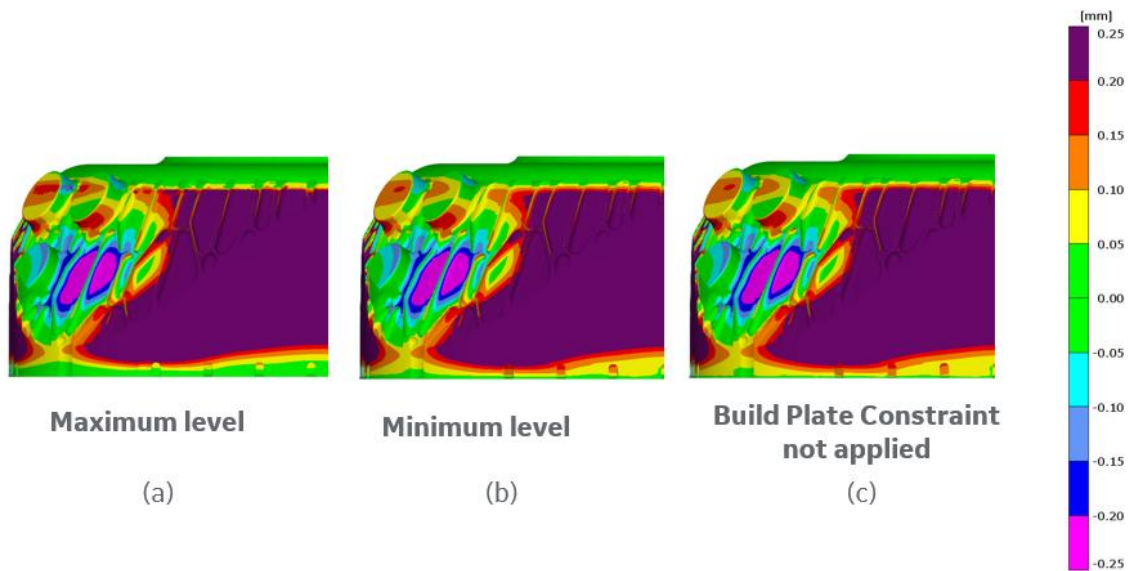 [mm]
0.25
0.20
0.15
0.10
0.05
0.00
-0.05
-0.10
-0.15
-0.20
-0.25
Maximum level
Minimum level
Build Plate Constraint
not applied
(a)
(b)
(c)